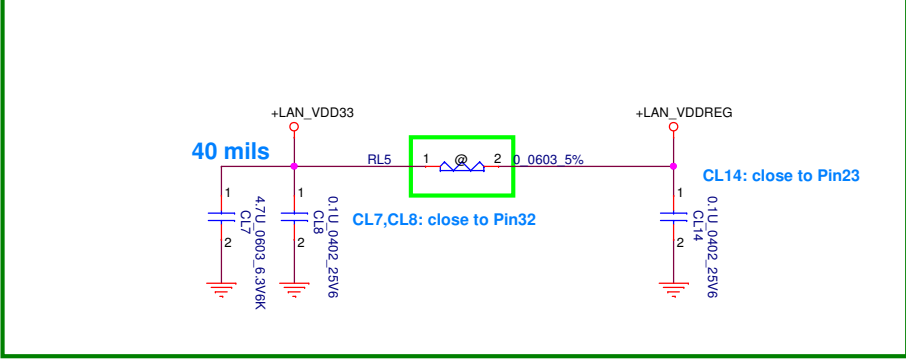 +LAN_VDD33
+LAN_VDDREG
40 mils
RL5
1
@
2
0_0603_5%
CL14: close to Pin23
1
2
CL7
4.7U_0603_6.3V6K
1
2
CL8
0.1U_0402_25V6
CL7,CL8: close to Pin32
1
2
CL14
0.1U_0402_25V6